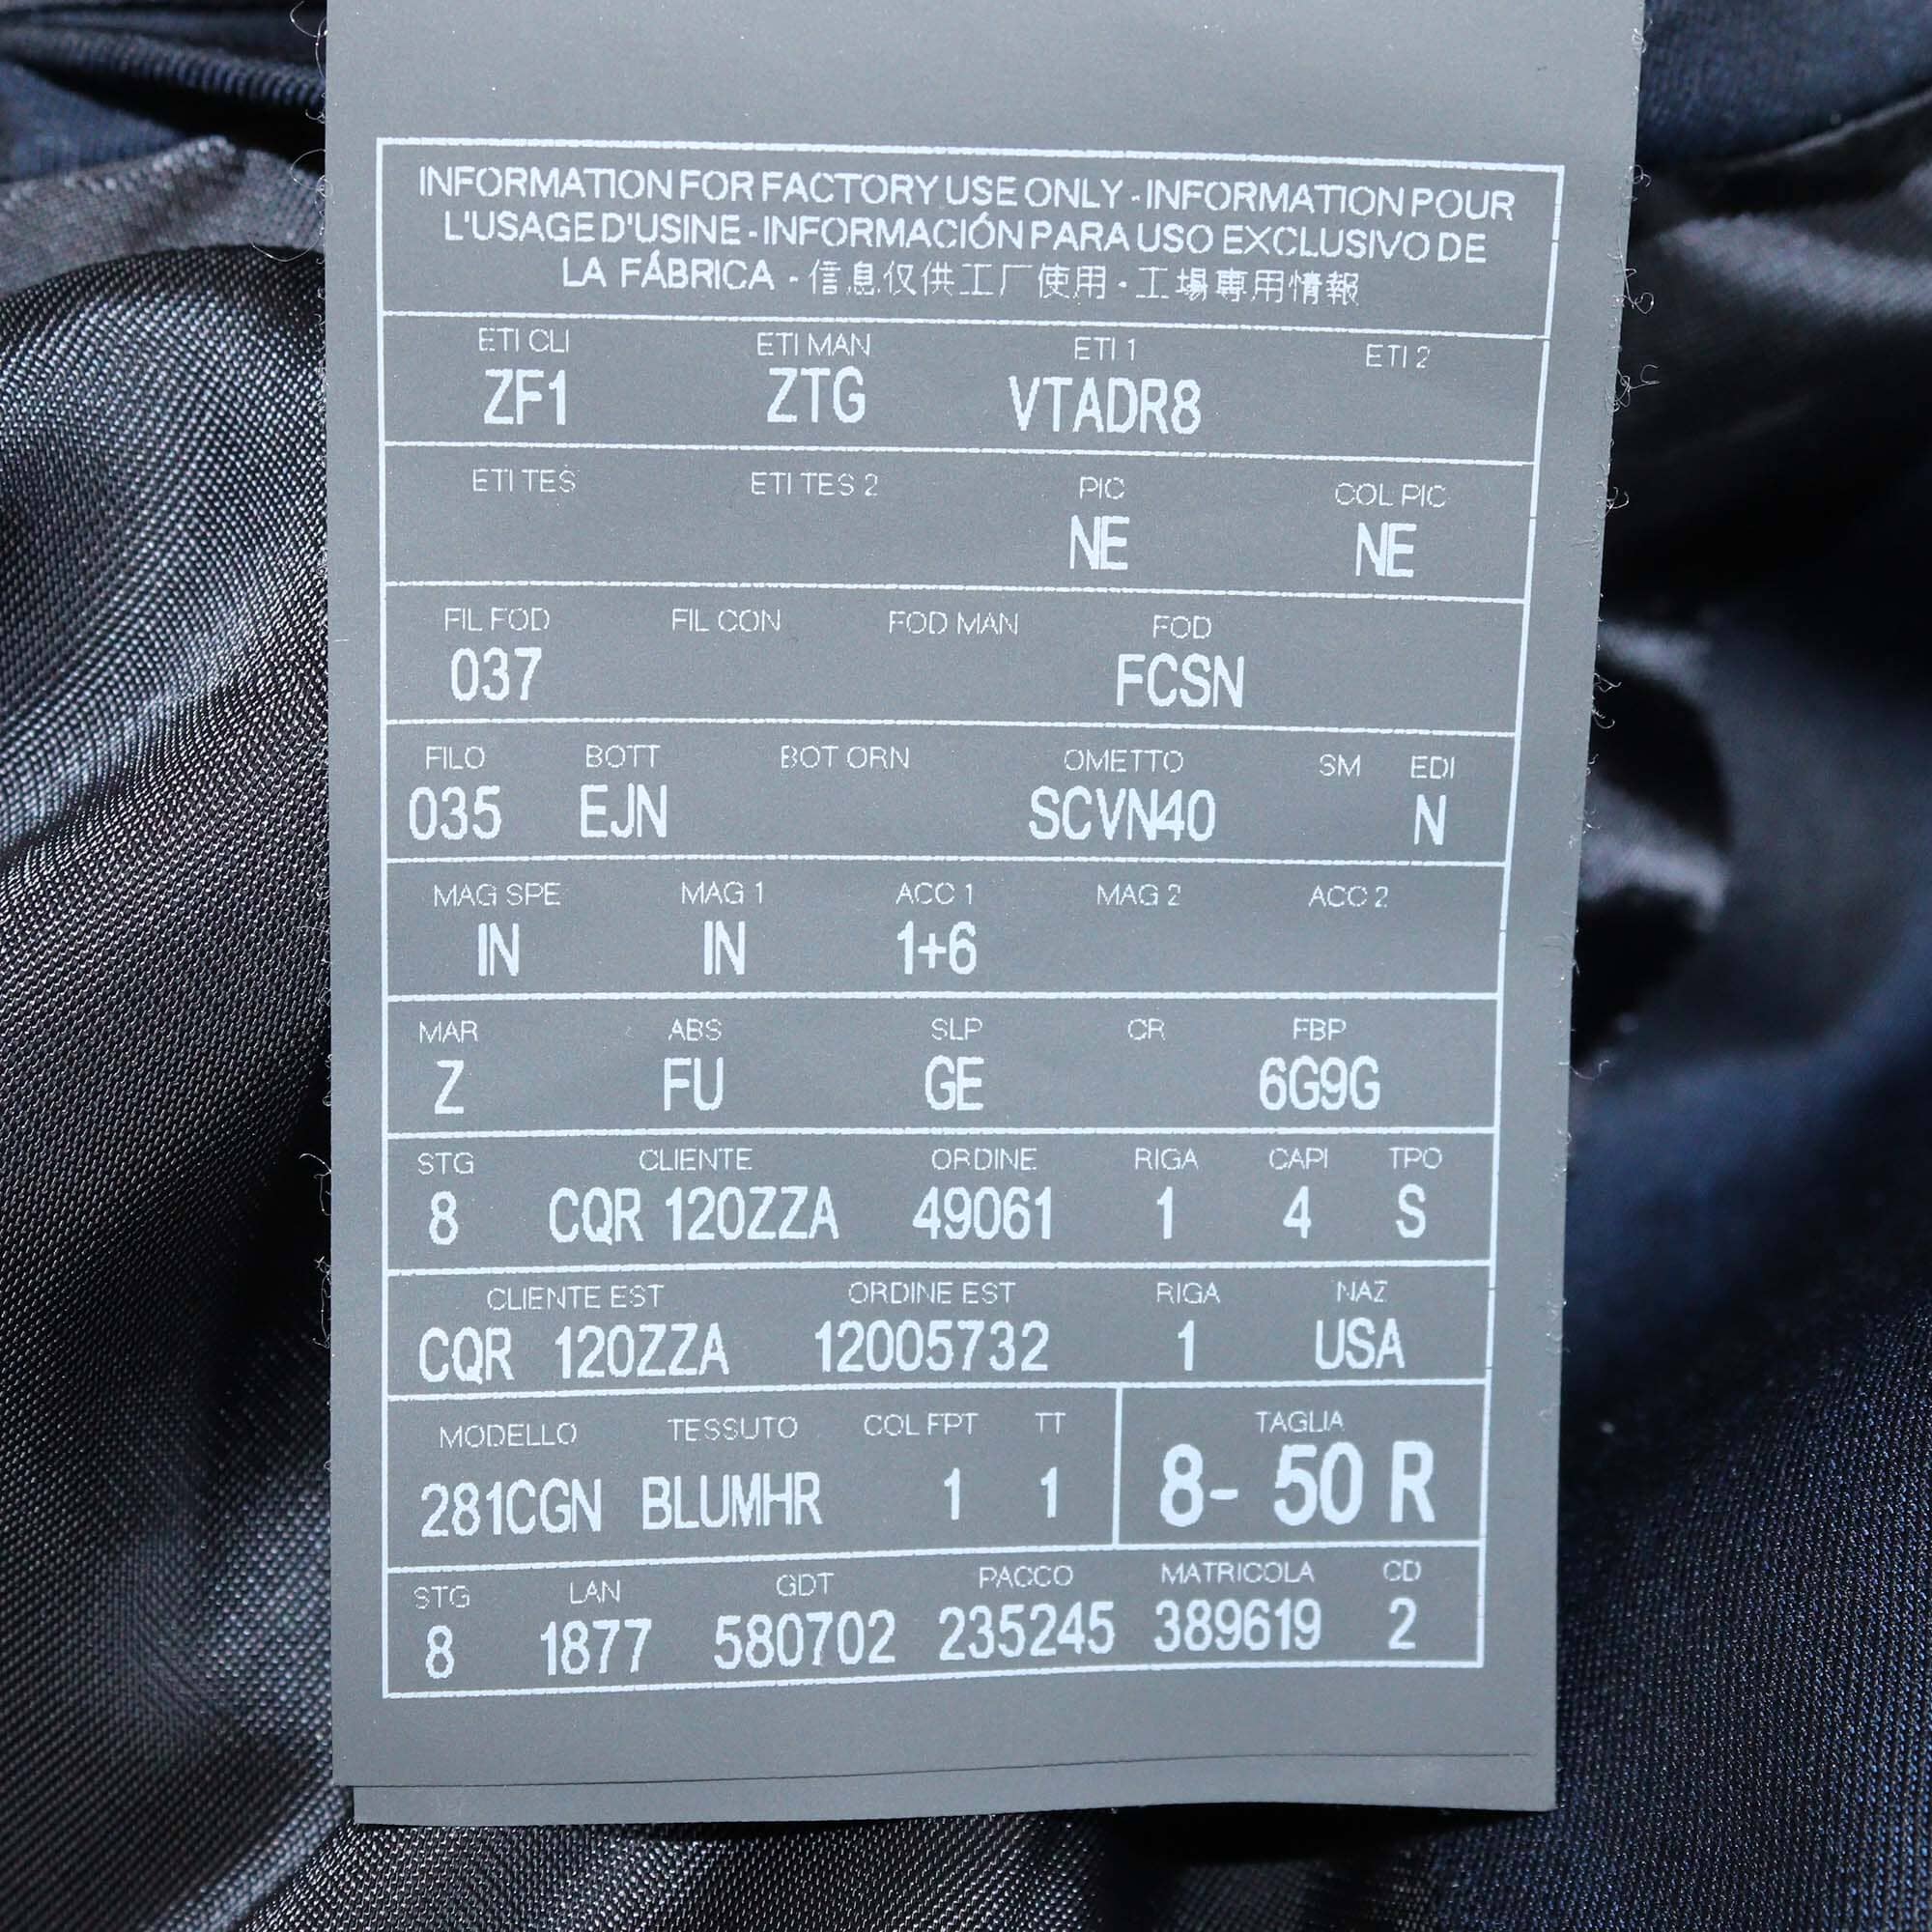 INFORMATION FOR FACTORY USE ONLY - INFORMATION POUR
L'USAGE D'USINE - INFORMACIÓN PARA USO EXCLUSIVO DE
LA FÁBRICA - 信息仅供工厂使用 - 工場專用情報
ETI CLI ETI MAN ETI 1 ETI 2
ZF1 ZTG VTADR8
ETI TES ETI TES 2 PIC COL PIC
NE NE
FIL FOD FIL CON FOD MAN FOD
037 FCSN
FILO BOTT BOT ORN OMETTO SM EDI
035 EJN SCVN40 N
MAG SPE MAG 1 ACC 1 MAG 2 ACC 2
IN IN 1+6
MAR ABS SLP CR FBP
Z FU GE 6G9G
STG CLIENTE ORDINE RIGA CAPI TPO
8 CQR 120ZZA 49061 1 4 S
CLIENTE EST ORDINE EST RIGA NAZ
CQR 120ZZA 12005732 1 USA
MODELLO TESSUTO COL FPT TT TAGLIA
281CGN BLUMHR 1 1 8- 50 R
STG LAN GDT PACCO MATRICOLA CD
8 1877 580702 235245 389619 2